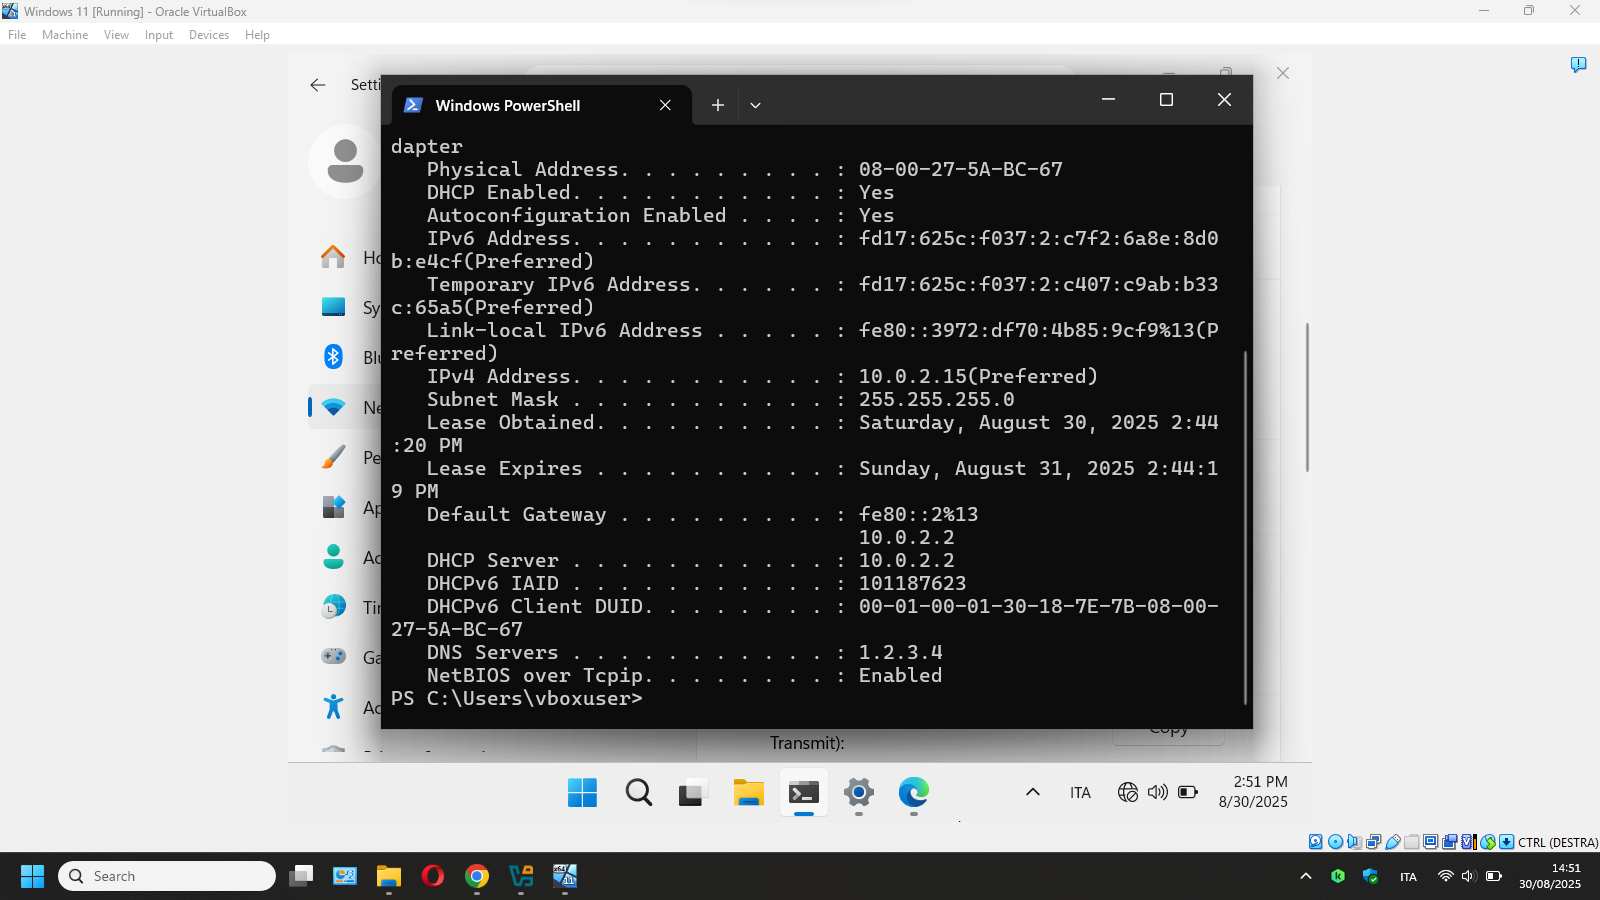 Windows 11 [Running] - Oracle VirtualBox
File Machine View Input Devices Help
Setti
Windows PowerShell
dapter
Physical Address. . . . . . . . . : 08-00-27-5A-BC-67
DHCP Enabled. . . . . . . . . . . : Yes
Autoconfiguration Enabled . . . . : Yes
IPv6 Address. . . . . . . . . . . : fd17:625c:f037:2:c7f2:6a8e:8d0
b:e4cf(Preferred)
Temporary IPv6 Address. . . . . . : fd17:625c:f037:2:c407:c9ab:b33
c:65a5(Preferred)
Link-local IPv6 Address . . . . . : fe80::3972:df70:4b85:9cf9%13(P
referred)
IPv4 Address. . . . . . . . . . . : 10.0.2.15(Preferred)
Subnet Mask . . . . . . . . . . . : 255.255.255.0
Lease Obtained. . . . . . . . . . : Saturday, August 30, 2025 2:44
:20 PM
Lease Expires . . . . . . . . . . : Sunday, August 31, 2025 2:44:1
9 PM
Default Gateway . . . . . . . . . : fe80::2%13
10.0.2.2
DHCP Server . . . . . . . . . . . : 10.0.2.2
DHCPv6 IAID . . . . . . . . . . . : 101187623
DHCPv6 Client DUID. . . . . . . . : 00-01-00-01-30-18-7E-7B-08-00-
27-5A-BC-67
DNS Servers . . . . . . . . . . . : 1.2.3.4
NetBIOS over Tcpip. . . . . . . . : Enabled
PS C:\Users\vboxuser>
Ho
Sy
Blu
Ne
Pe
Ap
Ac
Tir
Ga
Ac
Copy
Transmit):
ITA
2:51 PM
8/30/2025
CTRL (DESTRA)
Search
ITA
14:51
30/08/2025